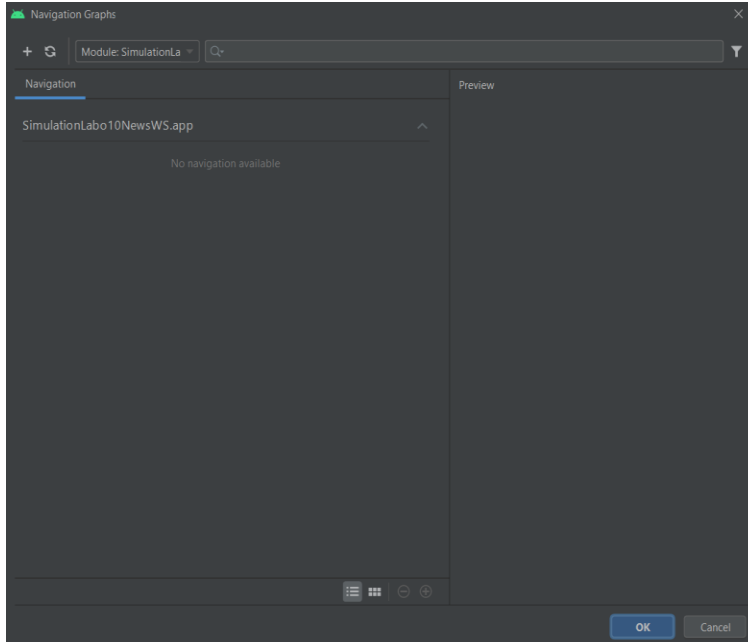 Navigation Graphs
Module: SimulationLa
Navigation
Preview
SimulationLabo10NewsWS.app
No navigation available
OK
Cancel